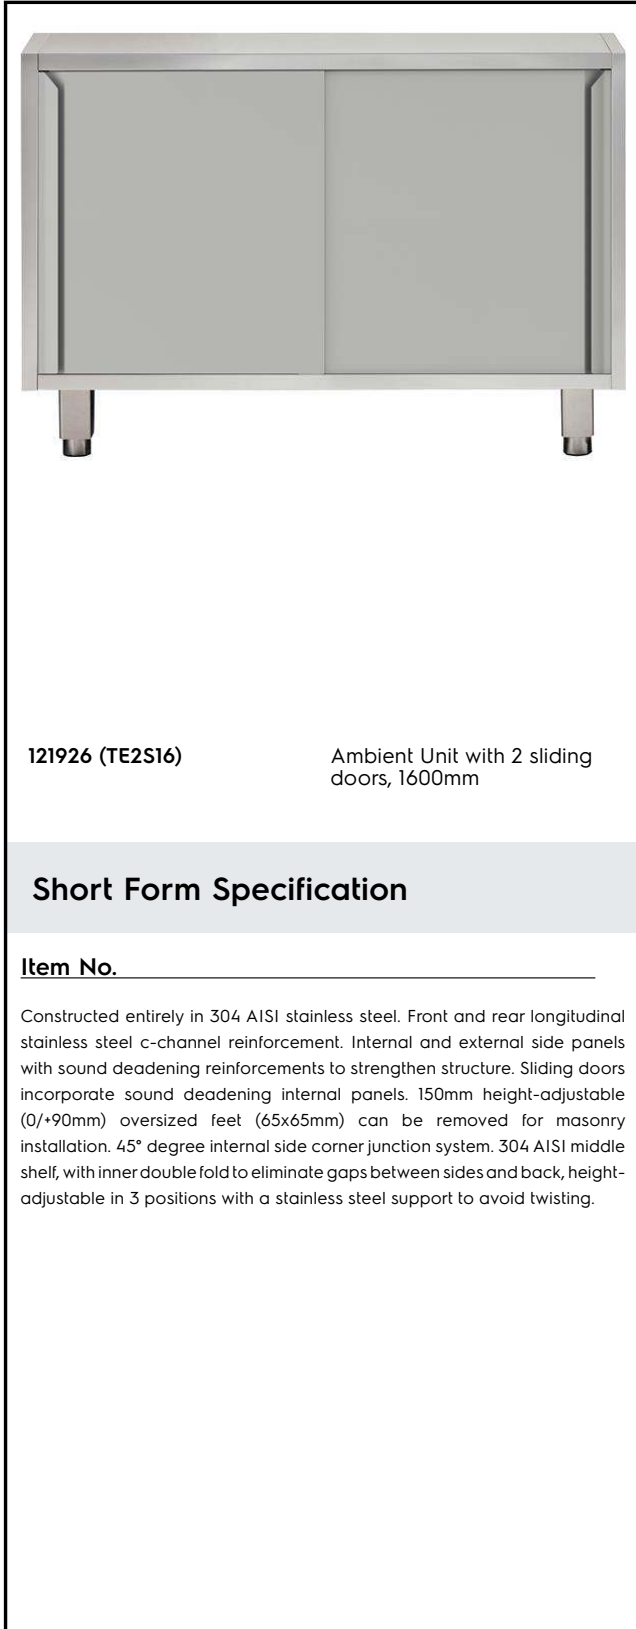 121926 (TE2S16)
Ambient Unit with 2 sliding
doors, 1600mm
Short Form Specification
Item No.
Constructed entirely in 304 AISI stainless steel. Front and rear longitudinal
stainless steel c-channel reinforcement. Internal and external side panels
with sound deadening reinforcements to strengthen structure. Sliding doors
incorporate sound deadening internal panels. 150mm height-adjustable
(0/+90mm) oversized feet (65x65mm) can be removed for masonry
installation. 45° degree internal side corner junction system. 304 AISI middle
shelf, with inner double fold to eliminate gaps between sides and back, height-
adjustable in 3 positions with a stainless steel support to avoid twisting.